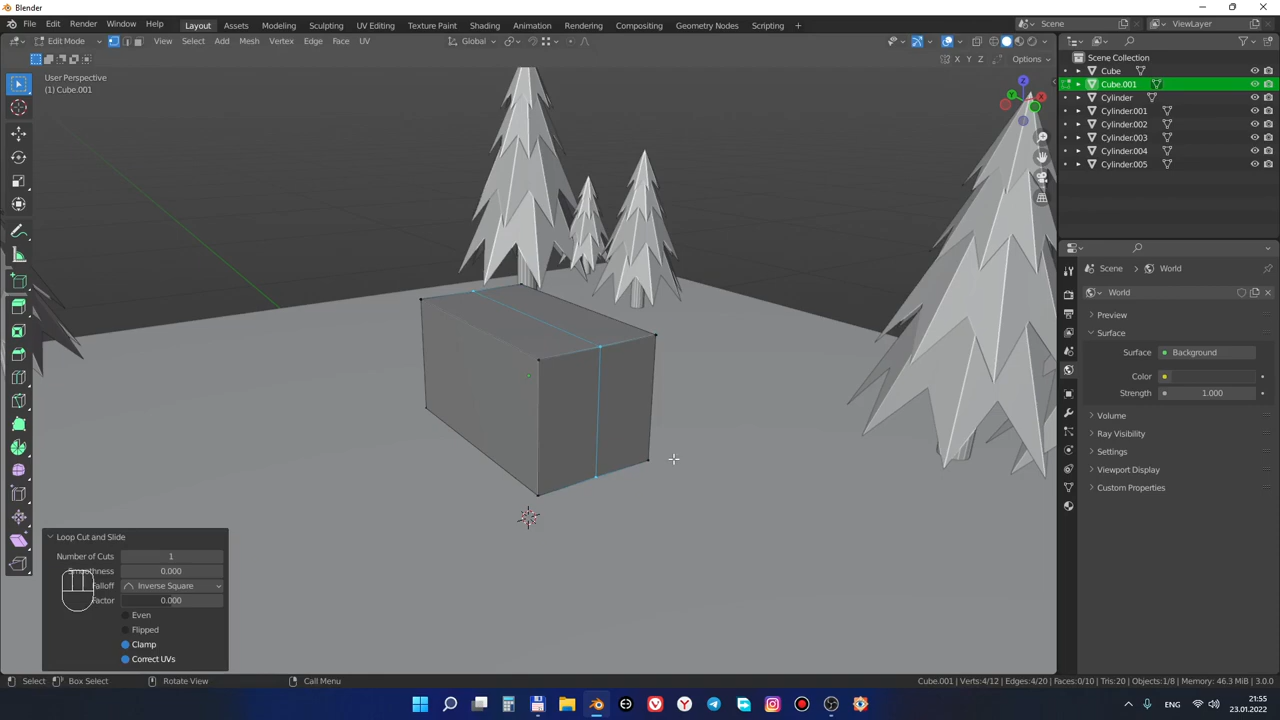 Blender
File Edit Render Window Help Layout Assets Modeling Sculpting UV Editing Texture Paint Shading Animation Rendering Compositing Geometry Nodes Scripting + Scene ViewLayer
Edit Mode View Select Add Mesh Vertex Edge Face UV Global
X Y Z Options
User Perspective
(1) Cube.001
Z
Y
X
Scene Collection
Cube
Cube.001
Cylinder
Cylinder.001
Cylinder.002
Cylinder.003
Cylinder.004
Cylinder.005
Scene World
World
Preview
Surface
Surface Background
Color
Strength 1.000
Volume
Ray Visibility
Settings
Viewport Display
Custom Properties
Loop Cut and Slide
Number of Cuts 1
Smoothness 0.000
Falloff Inverse Square
Factor 0.000
Even
Flipped
Clamp
Correct UVs
Select Box Select Rotate View Call Menu Cube.001 | Verts:4/12 | Edges:4/20 | Faces:0/10 | Tris:20 | Objects:1/8 | Memory: 46.3 MiB | 3.0.0
ENG 21:55
23.01.2022